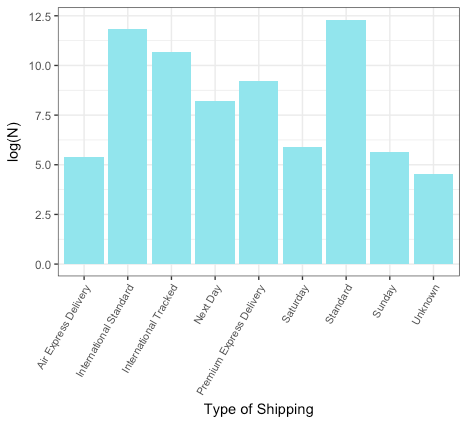 12.5
10.0
7.5
5.0
2.5
0.0
log(N)
Air Express Delivery
International Standard
International Tracked
Next Day
Premium Express Delivery
Saturday
Standard
Sunday
Unknown
Type of Shipping